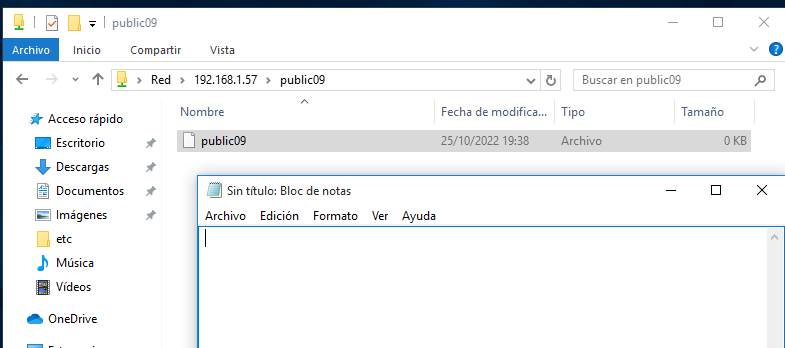 public09
Archivo Inicio Compartir Vista
Red 192.168.1.57 public09 Buscar en public09
Nombre Fecha de modifica... Tipo Tamaño
Acceso rápido
Escritorio
Descargas
Documentos
Imágenes
etc
Música
Vídeos
OneDrive
public09 25/10/2022 19:38 Archivo 0 KB
Sin título: Bloc de notas
Archivo Edición Formato Ver Ayuda